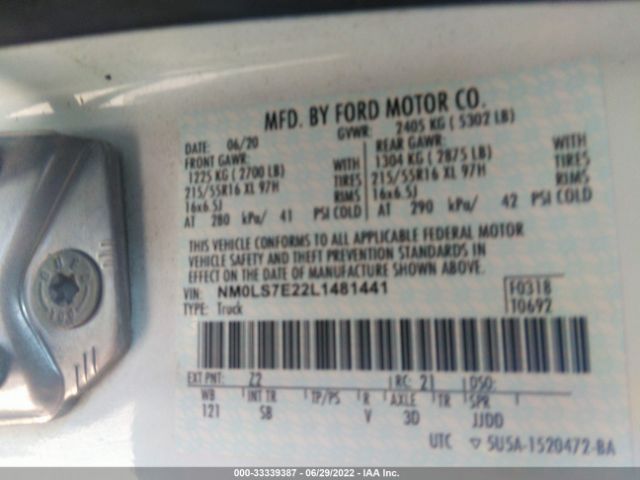 MFD. BY FORD MOTOR CO.
DATE: 06/20 GVWR: 2405 KG ( 5302 LB)
FRONT GAWR: REAR GAWR:
1225 KG ( 2700 LB) WITH 1304 KG ( 2875 LB) WITH
215/55R16 XL 97H TIRES 215/55R16 XL 97H TIRES
16x6.5J RIMS 16x6.5J RIMS
AT 280 kPa/ 41 PSI COLD AT 290 kPa/ 42 PSI COLD
THIS VEHICLE CONFORMS TO ALL APPLICABLE FEDERAL MOTOR
VEHICLE SAFETY AND THEFT PREVENTION STANDARDS IN
EFFECT ON THE DATE OF MANUFACTURE SHOWN ABOVE.
VIN: NM0LS7E22L1481441 F0318
TYPE: Truck T0692
EXT PNT: Z2 RC: 21 DSO:
WB INT TR TP/PS R AXLE TR SPR
121 SB V 3D JJDD
UTC ▽ 5U5A-1520472-BA
000-33339387 - 06/29/2022 - IAA Inc.